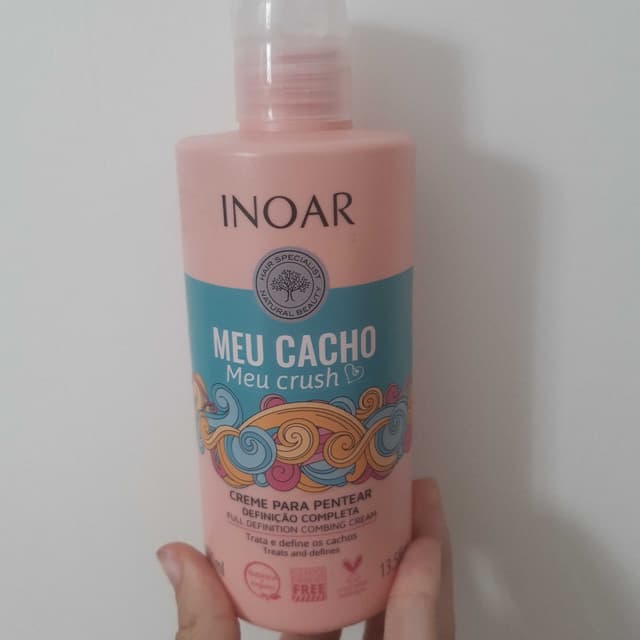 INOAR
HAIR SPECIALIST
NATURAL BEAUTY
MEU CACHO
Meu crush
CREME PARA PENTEAR
DEFINIÇÃO COMPLETA
FULL DEFINITION COMBING CREAM
Trata e define os cachos
Treats and defines
FREE